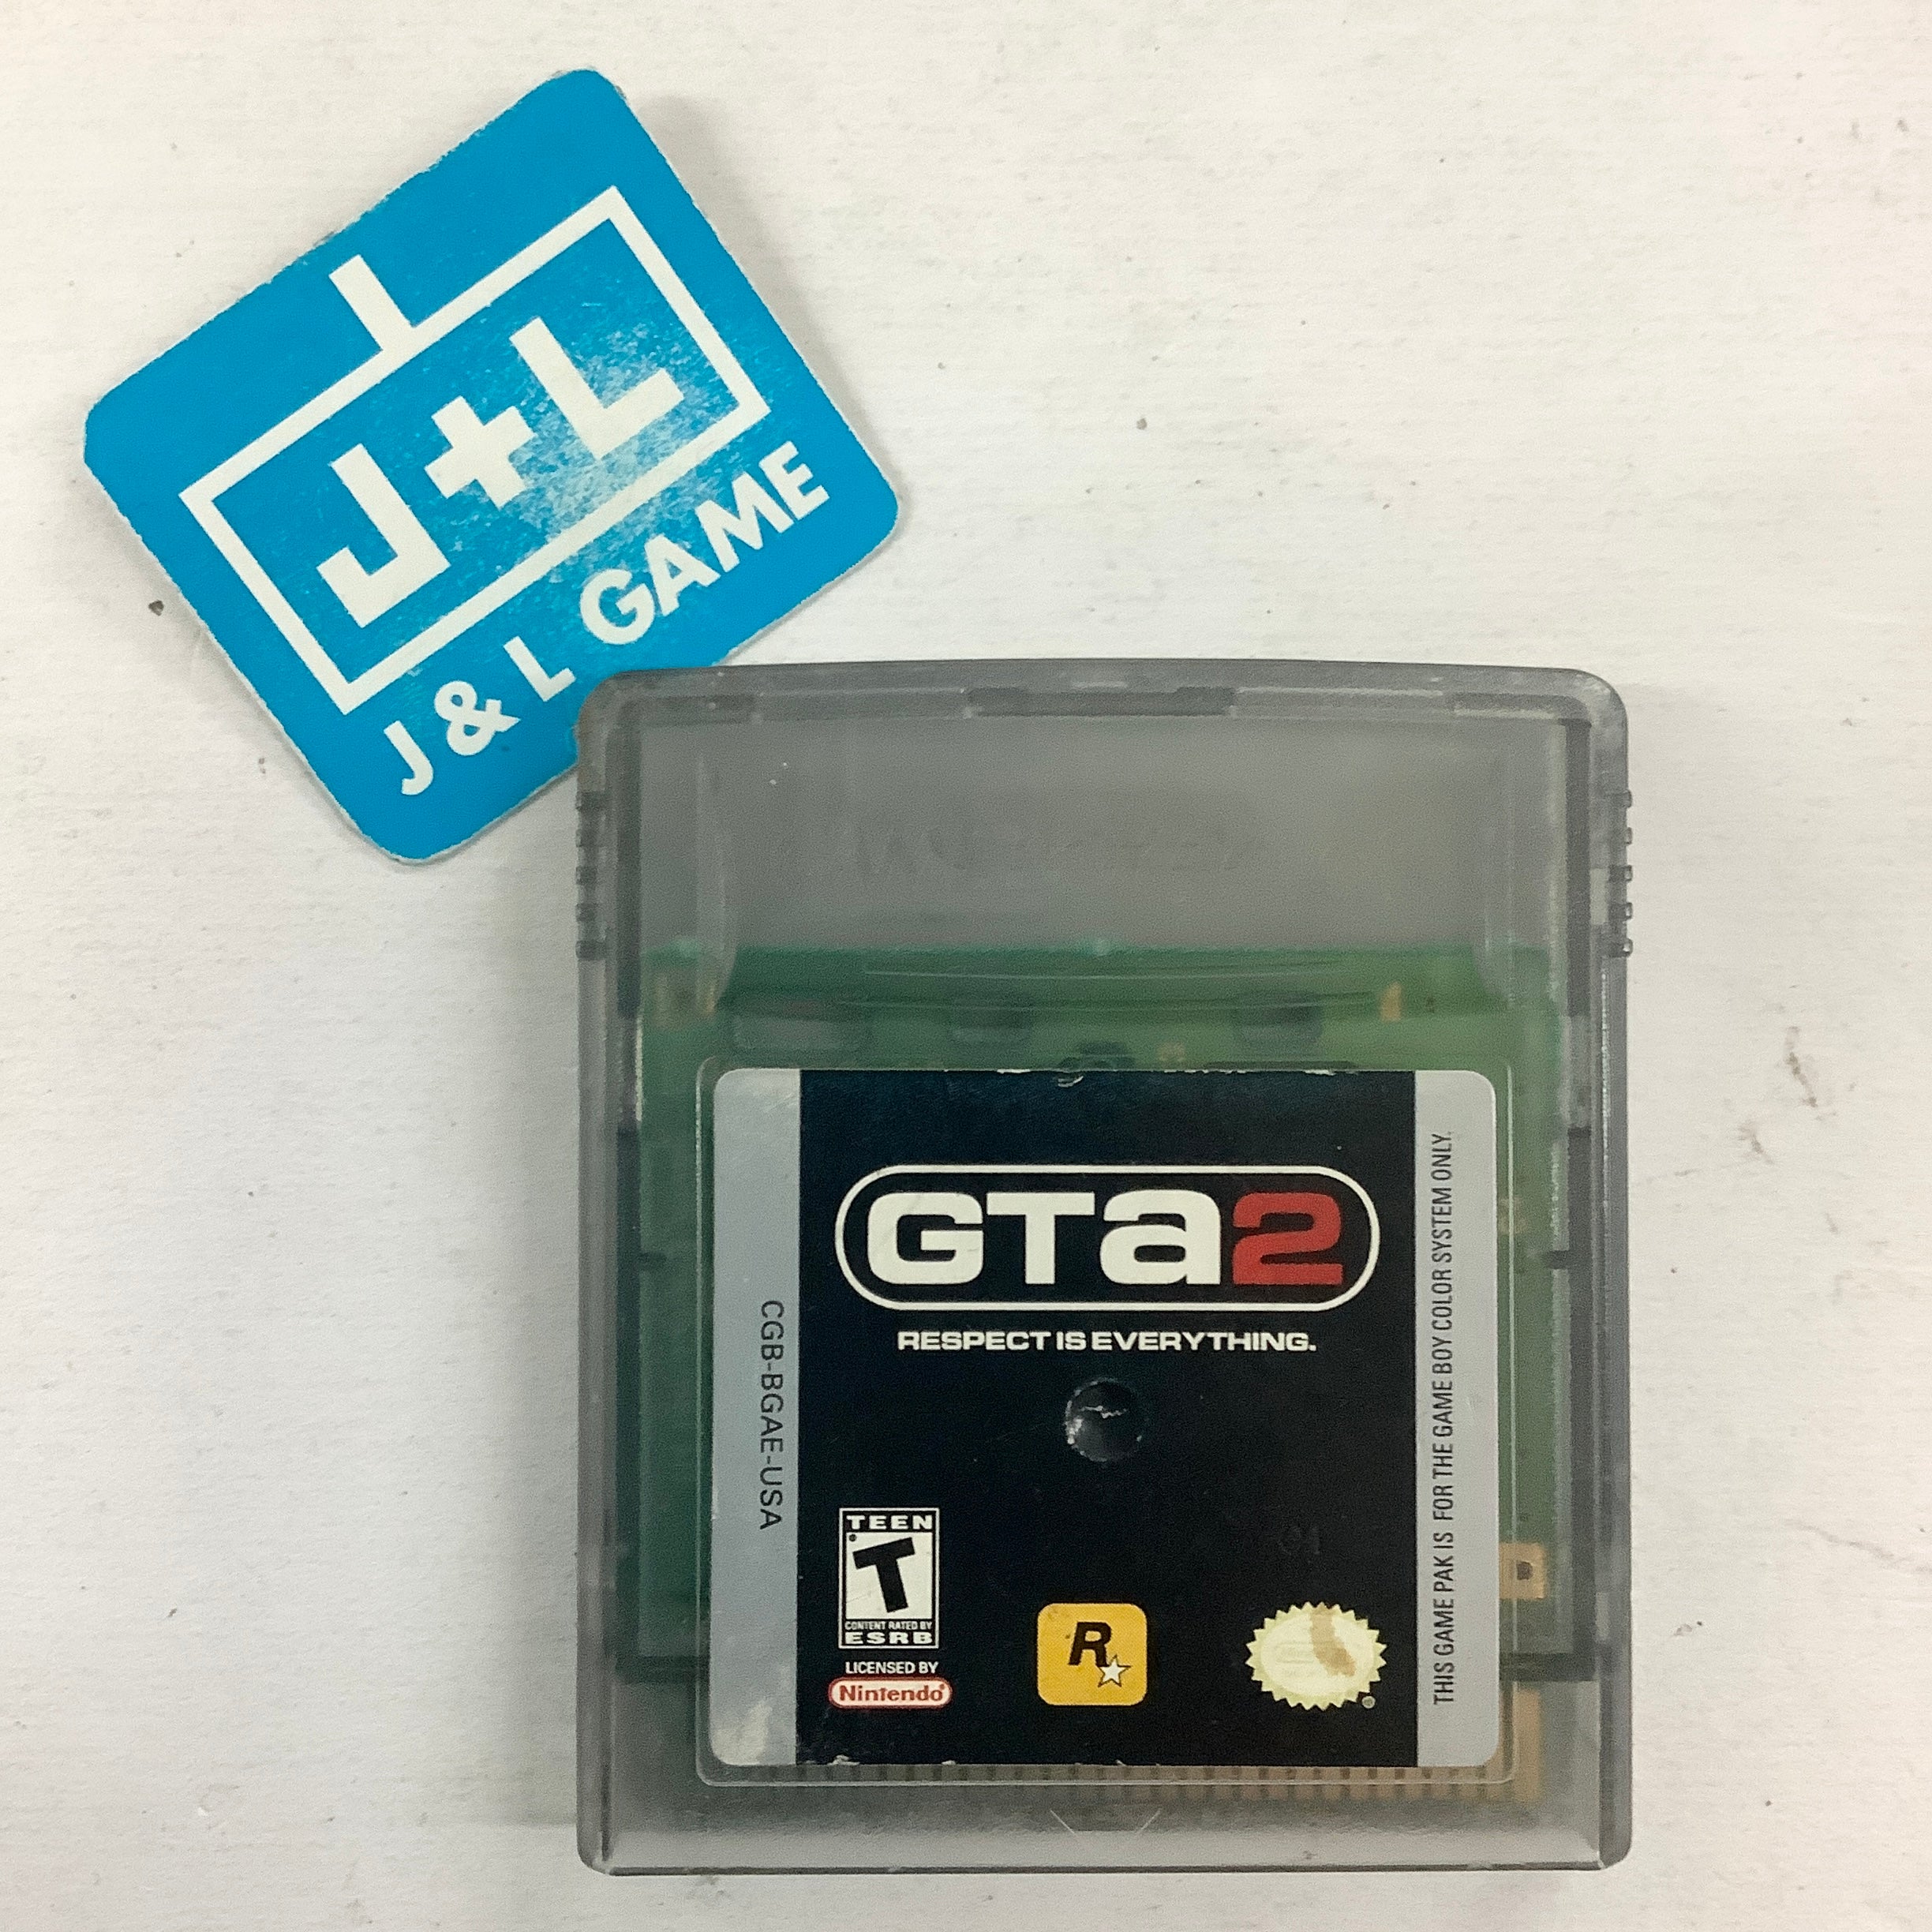 J+L
J & L GAME
GTa2
RESPECT IS EVERYTHING.
CGB-BGAE-USA
THIS GAME PAK IS FOR THE GAME BOY COLOR SYSTEM ONLY.
TEEN
T
CONTENT RATED BY
ESRB
LICENSED BY
Nintendo®
R